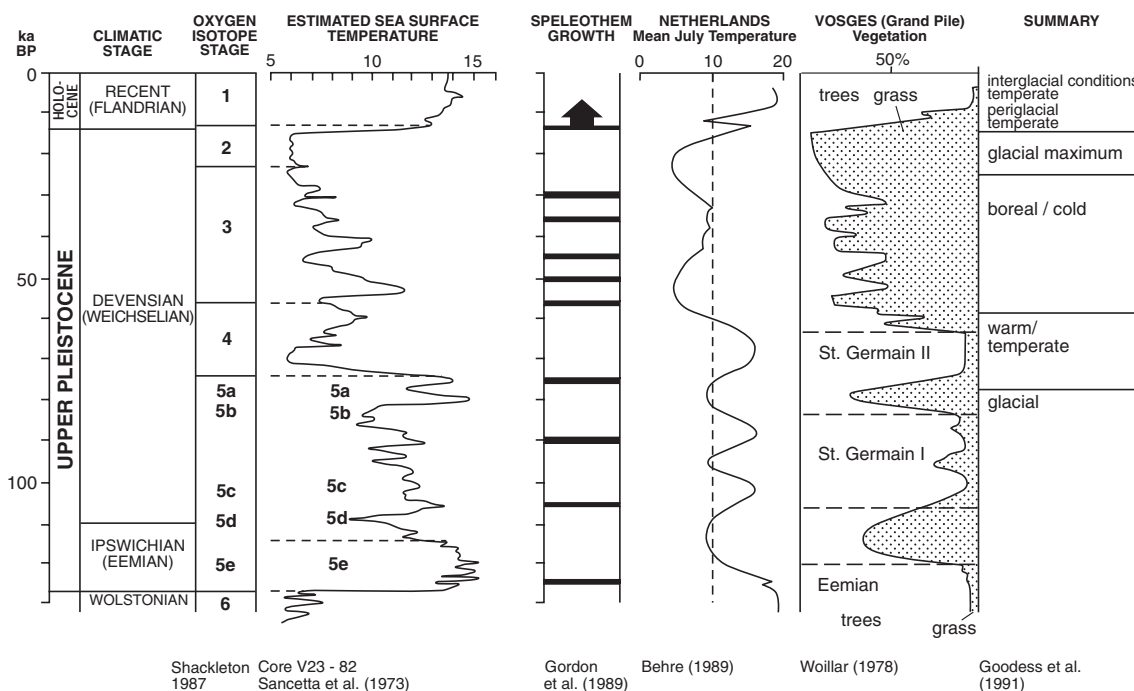 ka
BP
CLIMATIC
STAGE
OXYGEN
ISOTOPE
STAGE
ESTIMATED SEA SURFACE
TEMPERATURE
5
10
15
SPELEOTHEM
GROWTH
NETHERLANDS
Mean July Temperature
0
10
20
VOSGES (Grand Pile)
Vegetation
50%
SUMMARY
0
50
100
UPPER PLEISTOCENE
HOLO-
CENE
RECENT
(FLANDRIAN)
DEVENSIAN
(WEICHSELIAN)
IPSWICHIAN
(EEMIAN)
WOLSTONIAN
1
2
3
4
5a
5b
5c
5d
5e
6
5a
5b
5c
5d
5e
trees grass
St. Germain II
St. Germain I
Eemian
trees
grass
interglacial conditions
temperate
periglacial
temperate
glacial maximum
boreal / cold
warm/
temperate
glacial
Shackleton
1987
Core V23 - 82
Sancetta et al. (1973)
Gordon
et al. (1989)
Behre (1989)
Woillar (1978)
Goodess et al.
(1991)